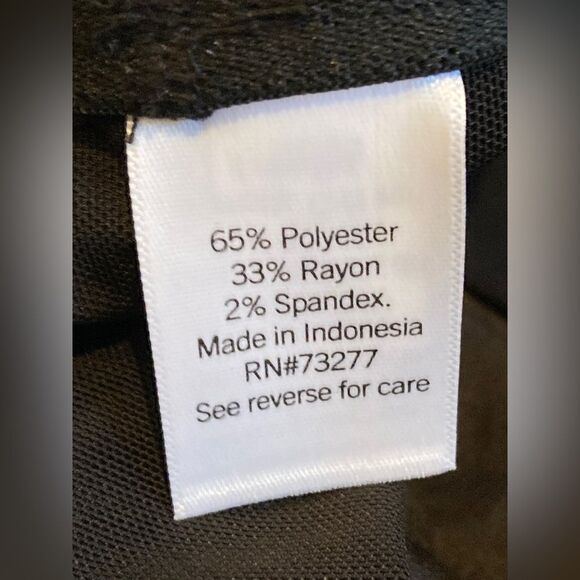 65% Polyester
33% Rayon
2% Spandex.
Made in Indonesia
RN#73277
See reverse for care